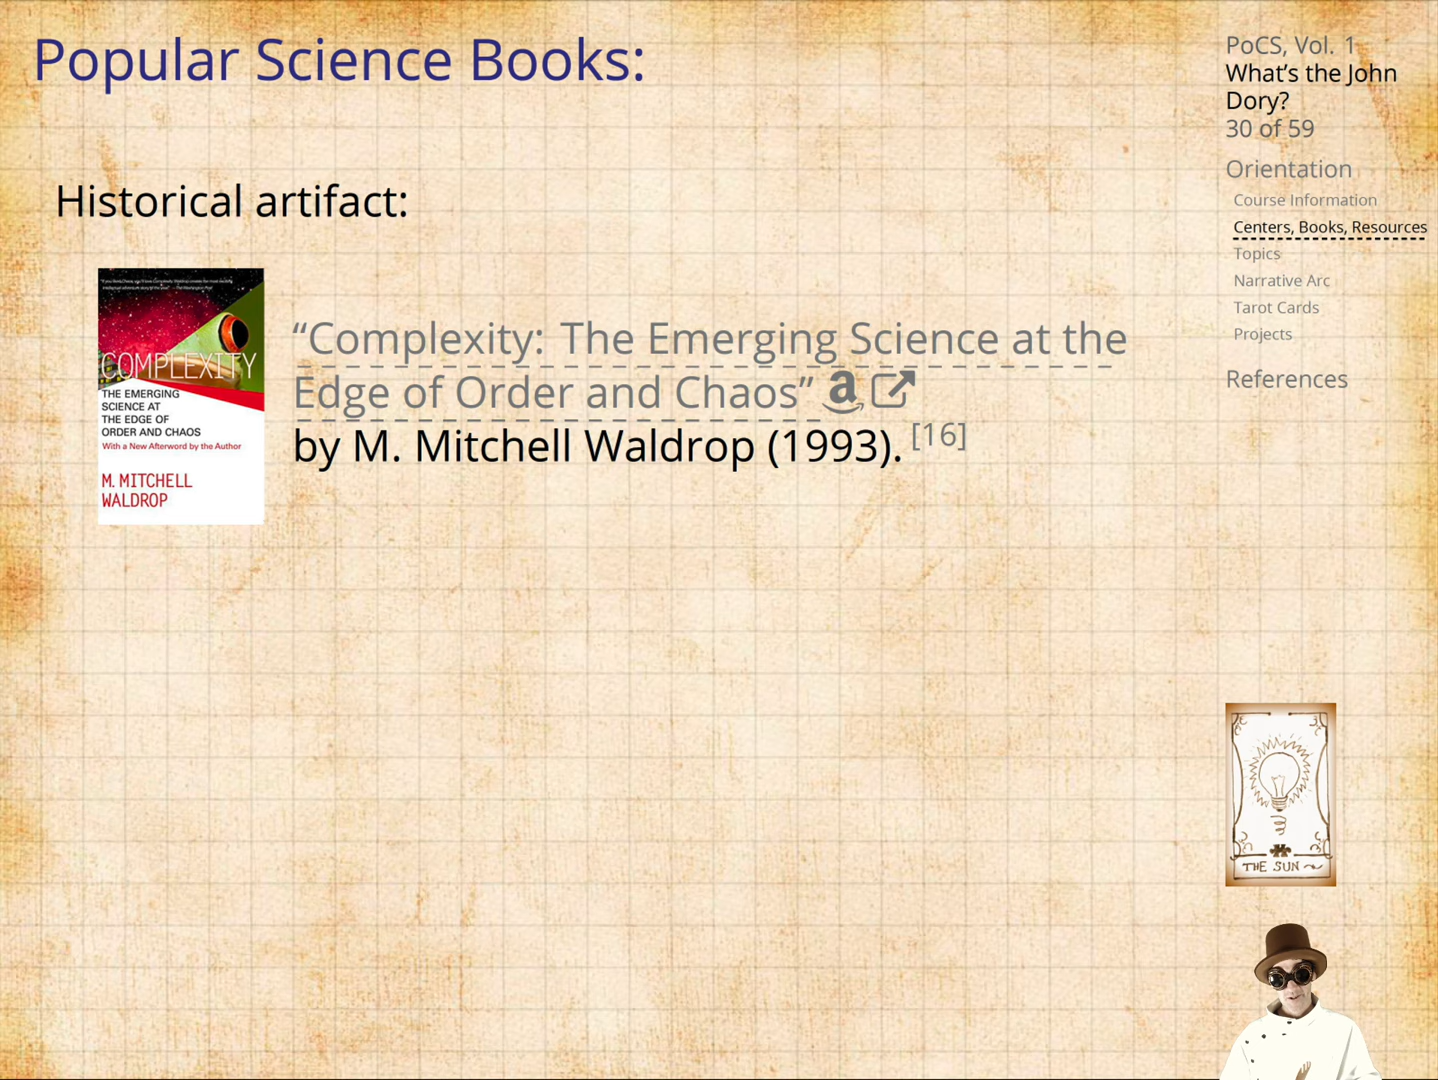 Popular Science Books:
Historical artifact:
COMPLEXITY
THE EMERGING
SCIENCE AT
THE EDGE OF
ORDER AND CHAOS
With a New Afterword by the Author
M. MITCHELL
WALDROP
“Complexity: The Emerging Science at the
Edge of Order and Chaos” a
by M. Mitchell Waldrop (1993). [16]
PoCS, Vol. 1
What’s the John
Dory?
30 of 59
Orientation
Course Information
Centers, Books, Resources
Topics
Narrative Arc
Tarot Cards
Projects
References
THE SUN